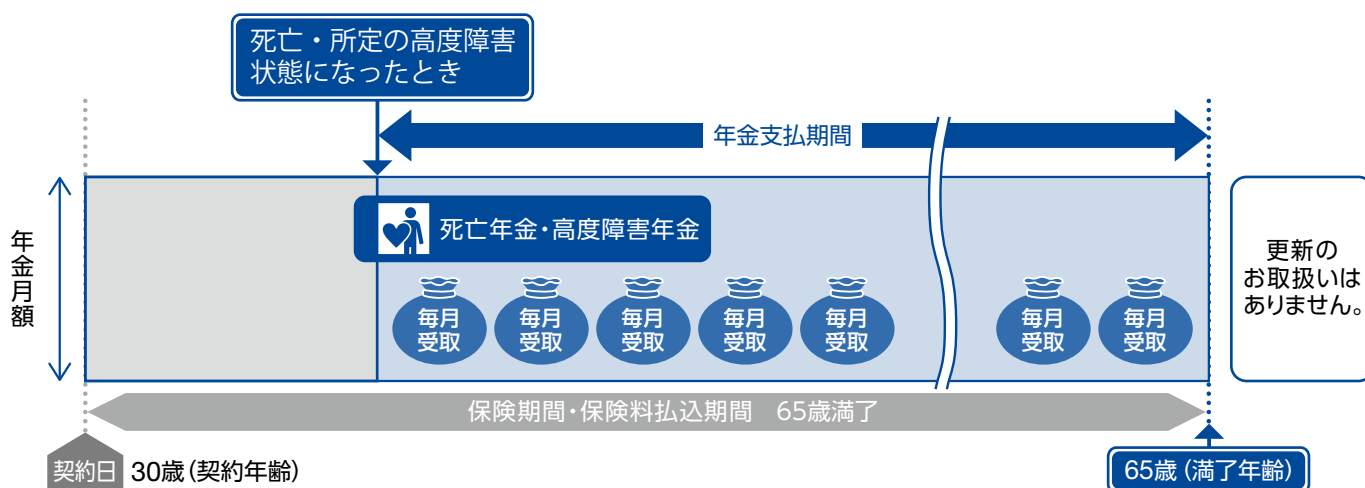 死亡・所定の高度障害
状態になったとき
年金支払期間
年金月額
死亡年金・高度障害年金
毎月
受取
毎月
受取
毎月
受取
毎月
受取
毎月
受取
毎月
受取
毎月
受取
更新の
お取扱いは
ありません。
保険期間・保険料払込期間　65歳満了
契約日 30歳(契約年齢)
65歳(満了年齢)